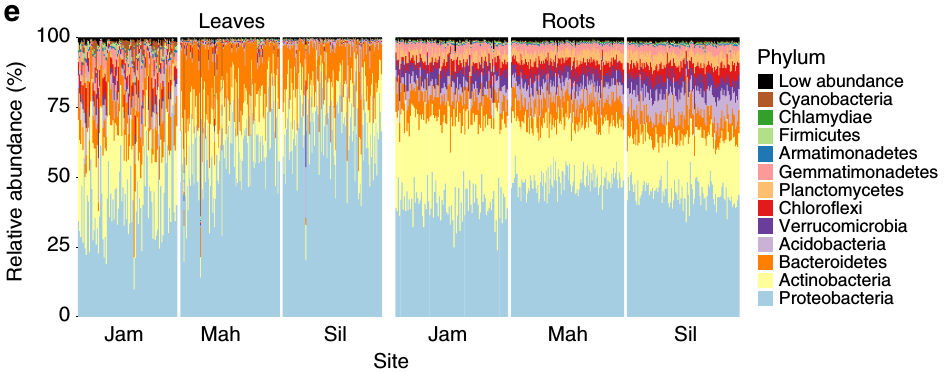 e
Leaves
Roots
Relative abundance (%)
100
75
50
25
0
Jam
Mah
Sil
Jam
Mah
Sil
Site
Phylum
Low abundance
Cyanobacteria
Chlamydiae
Firmicutes
Armatimonadetes
Gemmatimonadetes
Planctomycetes
Chloroflexi
Verrucomicrobia
Acidobacteria
Bacteroidetes
Actinobacteria
Proteobacteria